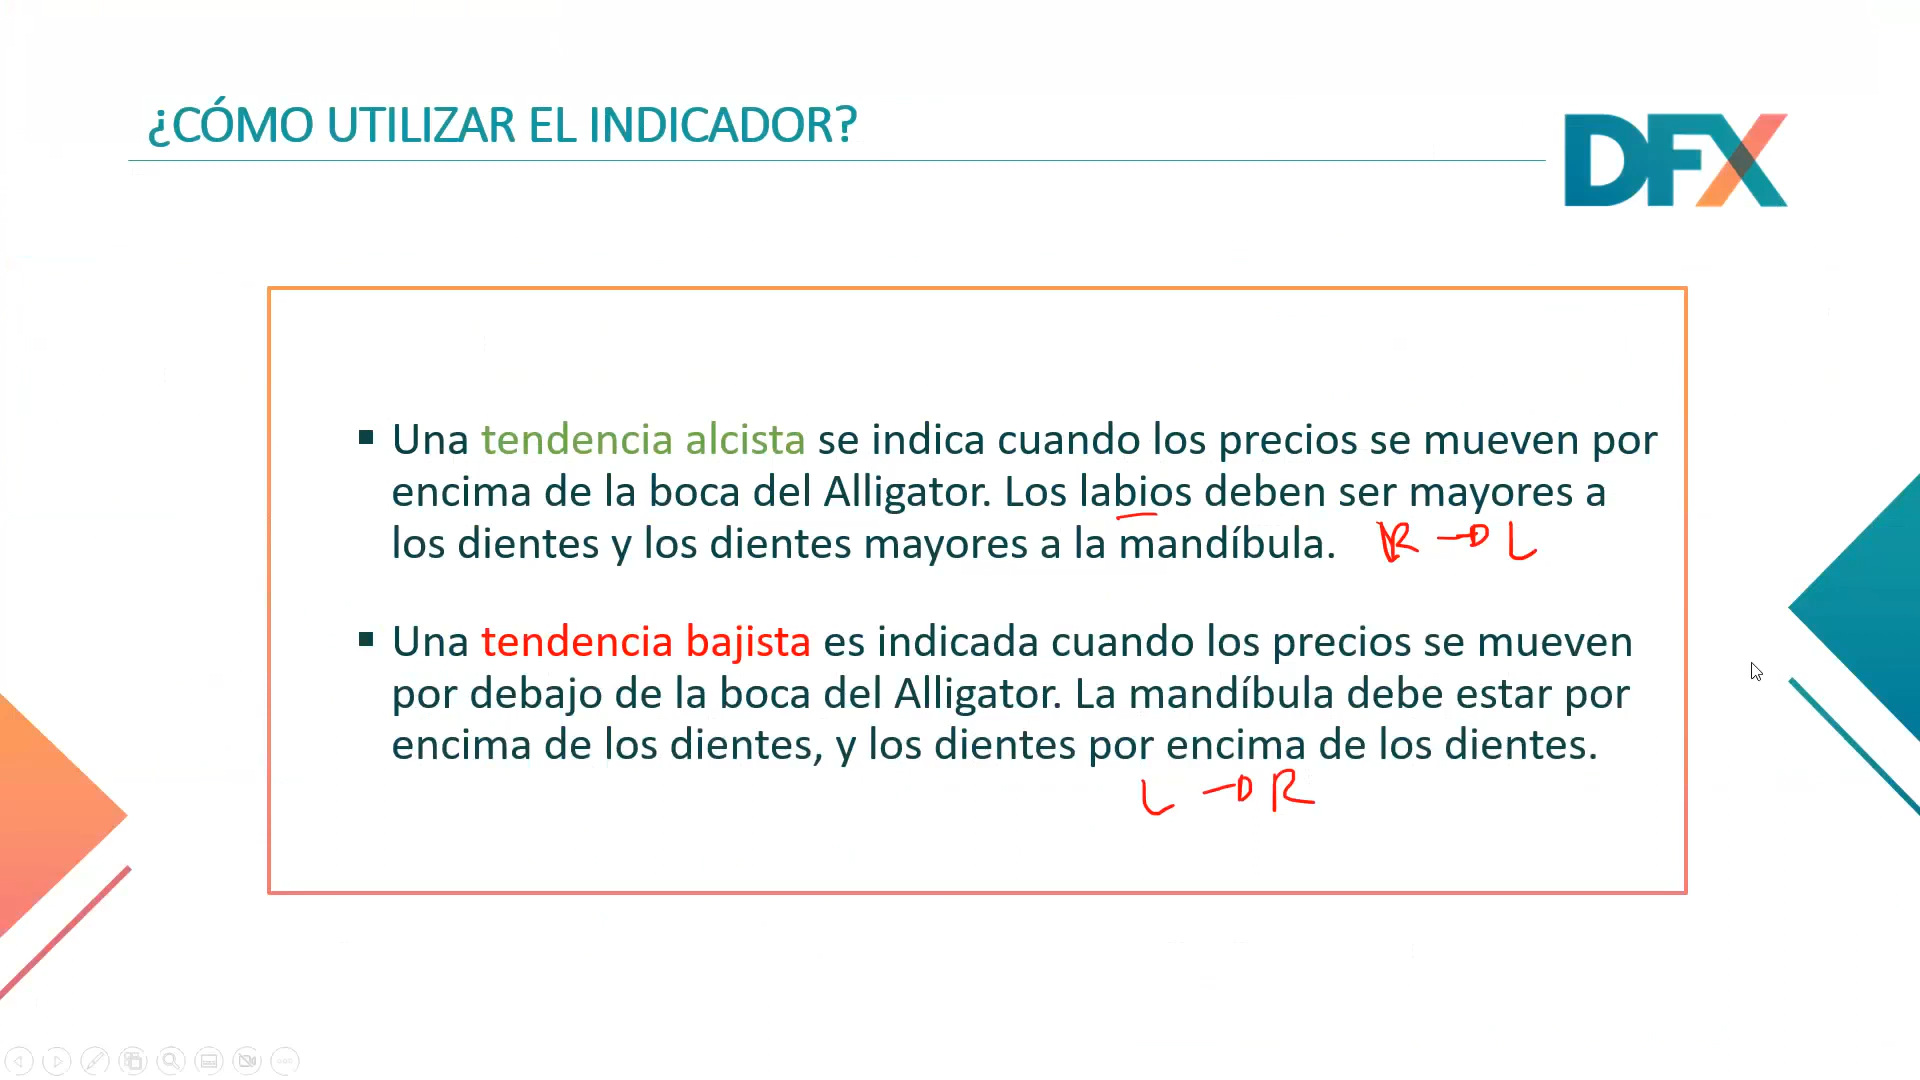 ¿CÓMO UTILIZAR EL INDICADOR?
DFX
▪ Una tendencia alcista se indica cuando los precios se mueven por
encima de la boca del Alligator. Los labios deben ser mayores a
los dientes y los dientes mayores a la mandíbula. R → L
▪ Una tendencia bajista es indicada cuando los precios se mueven
por debajo de la boca del Alligator. La mandíbula debe estar por
encima de los dientes, y los dientes por encima de los dientes.
L → R